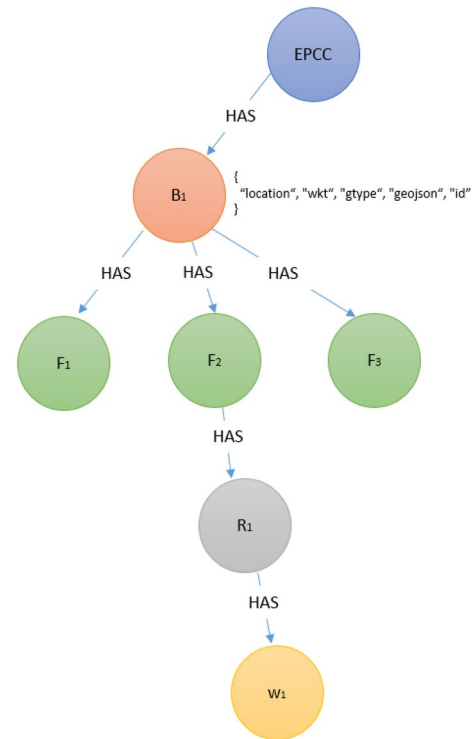 EPCC
HAS
{
B₁
"location", "wkt", "gtype", "geojson", "id"
}
HAS HAS HAS
F₁ F₂ F₃
HAS
R₁
HAS
w₁